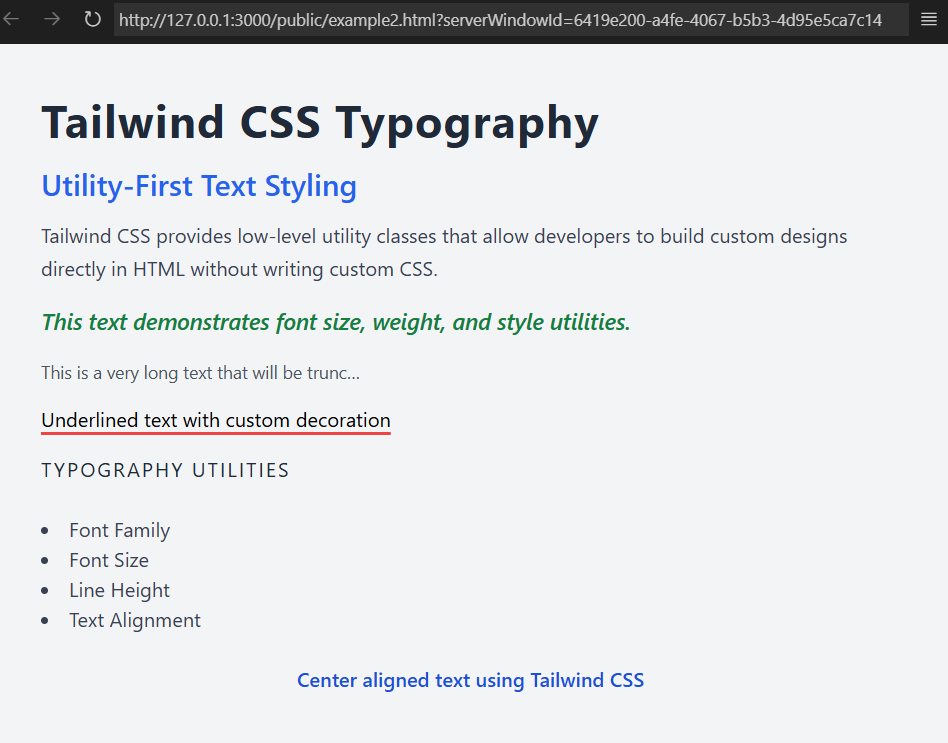 http://127.0.0.1:3000/public/example2.html?serverWindowId=6419e200-a4fe-4067-b5b3-4d95e5ca7c14
Tailwind CSS Typography
Utility-First Text Styling
Tailwind CSS provides low-level utility classes that allow developers to build custom designs
directly in HTML without writing custom CSS.
This text demonstrates font size, weight, and style utilities.
This is a very long text that will be trunc…
Underlined text with custom decoration
TYPOGRAPHY UTILITIES
• Font Family
• Font Size
• Line Height
• Text Alignment
Center aligned text using Tailwind CSS